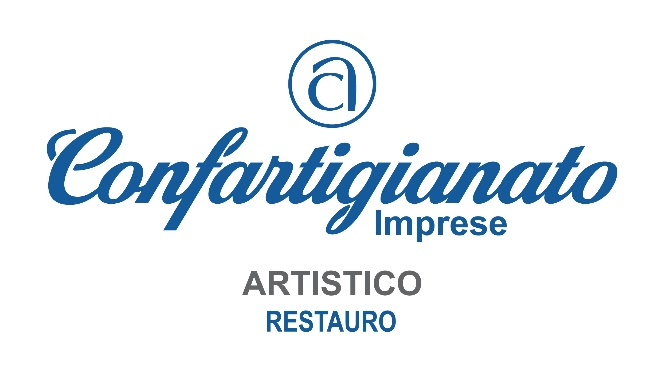 Confartigianato
Imprese
ARTISTICO
RESTAURO